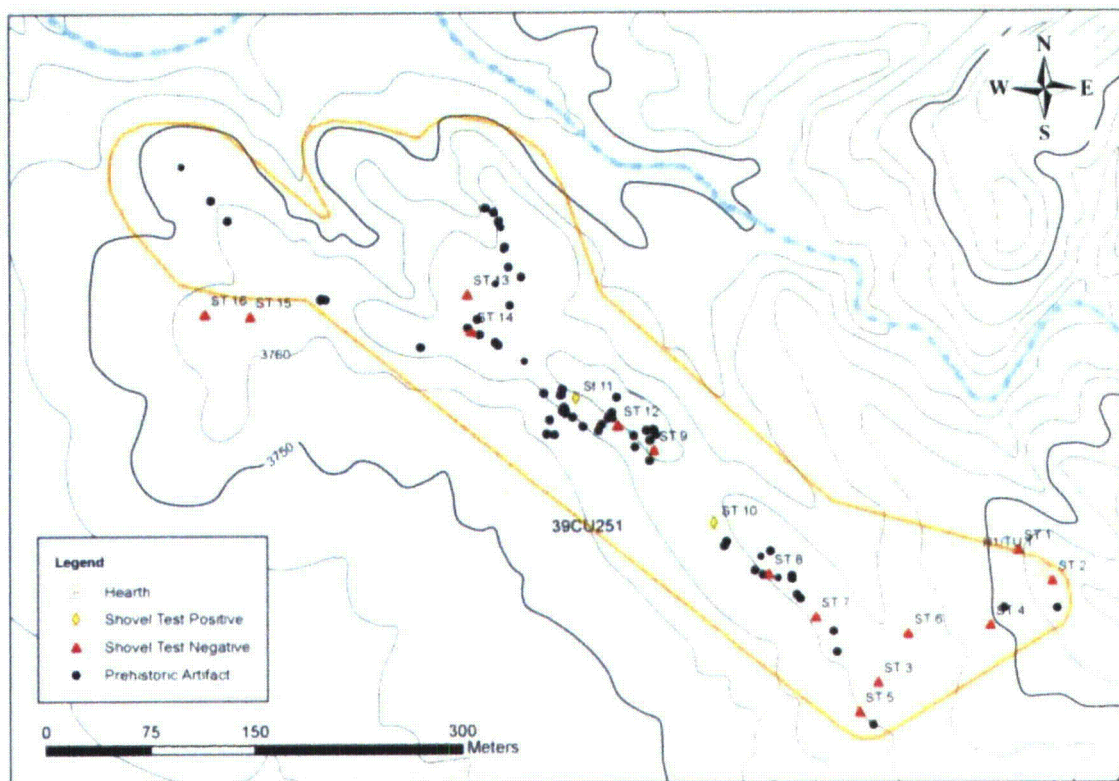 N
W E
S
ST 13
ST 16 ST 15
ST 14
3760
St 11
ST 12
ST 9
3750
39CU251
ST 10
ST 1
ST 8
ST 2
ST 7
ST 4
ST 6
ST 3
ST 5
Legend
Hearth
Shovel Test Positive
Shovel Test Negative
Prehistoric Artifact
0 75 150 300
Meters